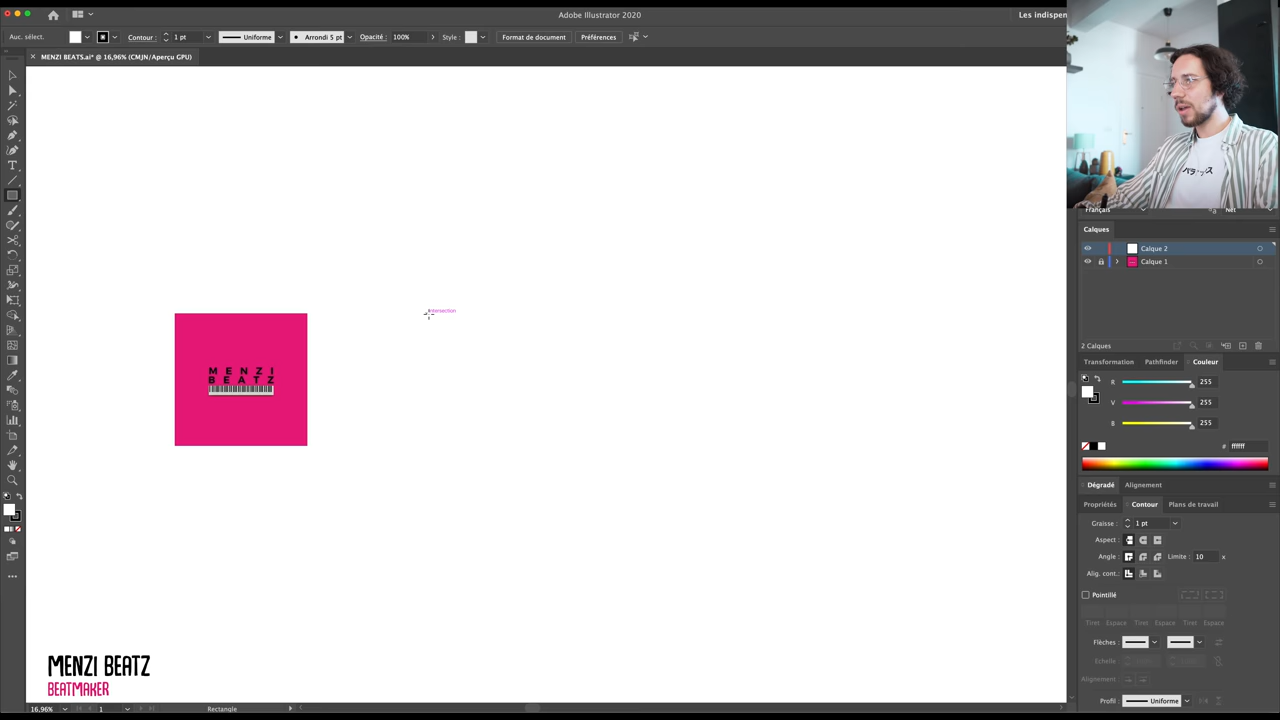 Adobe Illustrator 2020
Les indispen
Auc. sélect.
Contour :
1 pt
Uniforme
Arrondi 5 pt
Opacité :
100%
Style :
Format de document
Préférences
MENZI BEATS.ai* @ 16,96% (CMJN/Aperçu GPU)
Français
Net
Calques
Calque 2
Calque 1
2 Calques
Transformation
Pathfinder
Couleur
R
255
V
255
B
255
#
ffffff
Dégradé
Alignement
Propriétés
Contour
Plans de travail
Graisse :
1 pt
Aspect :
Angle :
Limite :
10
x
Alig. cont.:
Pointillé
Tiret
Espace
Tiret
Espace
Tiret
Espace
Flèches :
Echelle :
Alignement :
Profil :
Uniforme
intersection
MENZI
BEATZ
MENZI BEATZ
BEATMAKER
16,96%
1
Rectangle